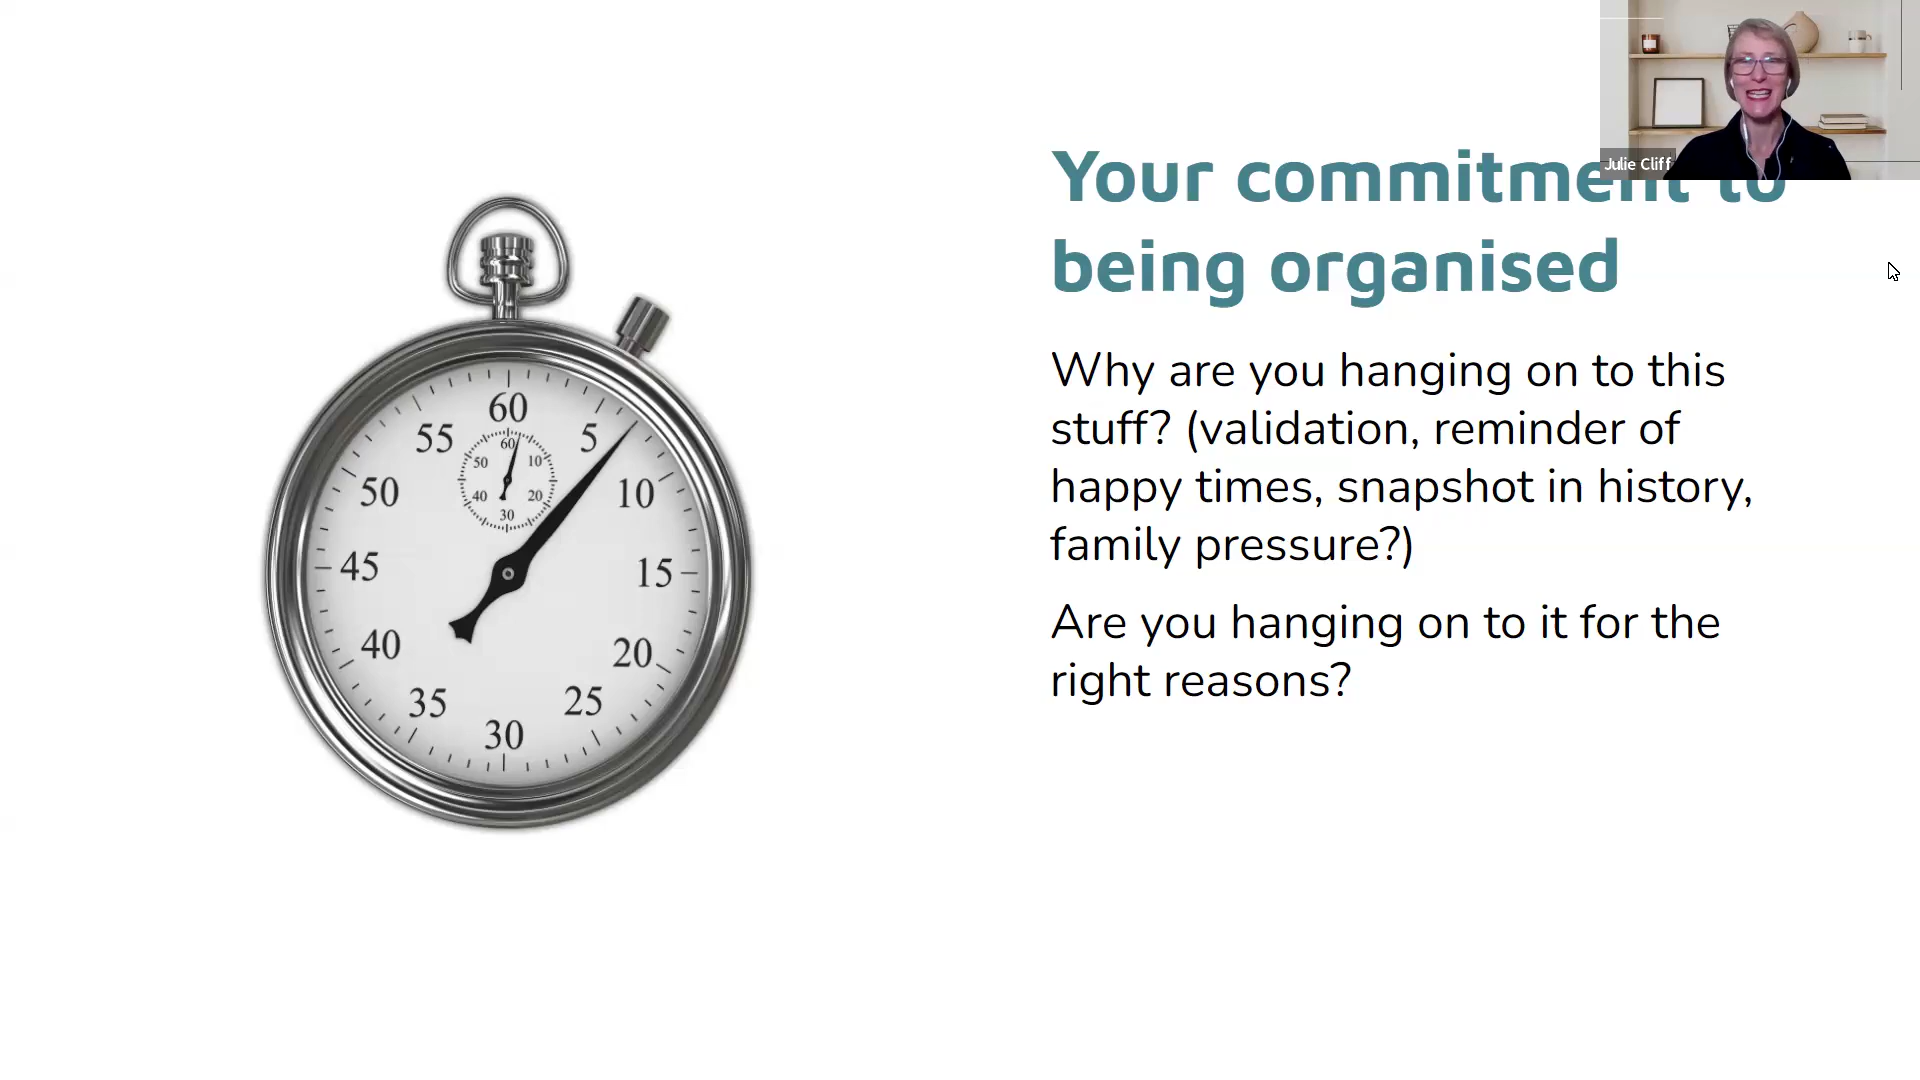 Julie Cliff
Your commitment to
being organised
Why are you hanging on to this
stuff? (validation, reminder of
happy times, snapshot in history,
family pressure?)
Are you hanging on to it for the
right reasons?
60
5
10
15
20
25
30
35
40
45
50
55
60
10
20
30
40
50